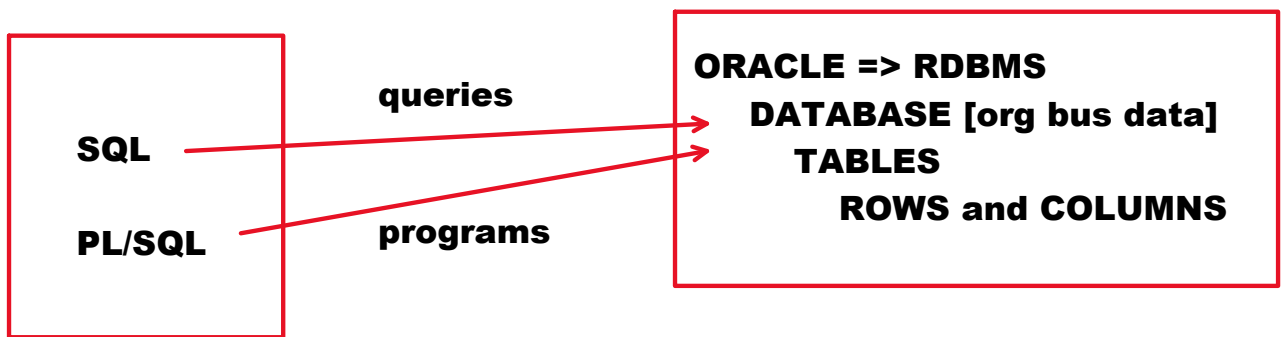 SQL
PL/SQL
queries
programs
ORACLE => RDBMS
DATABASE [org bus data]
TABLES
ROWS and COLUMNS